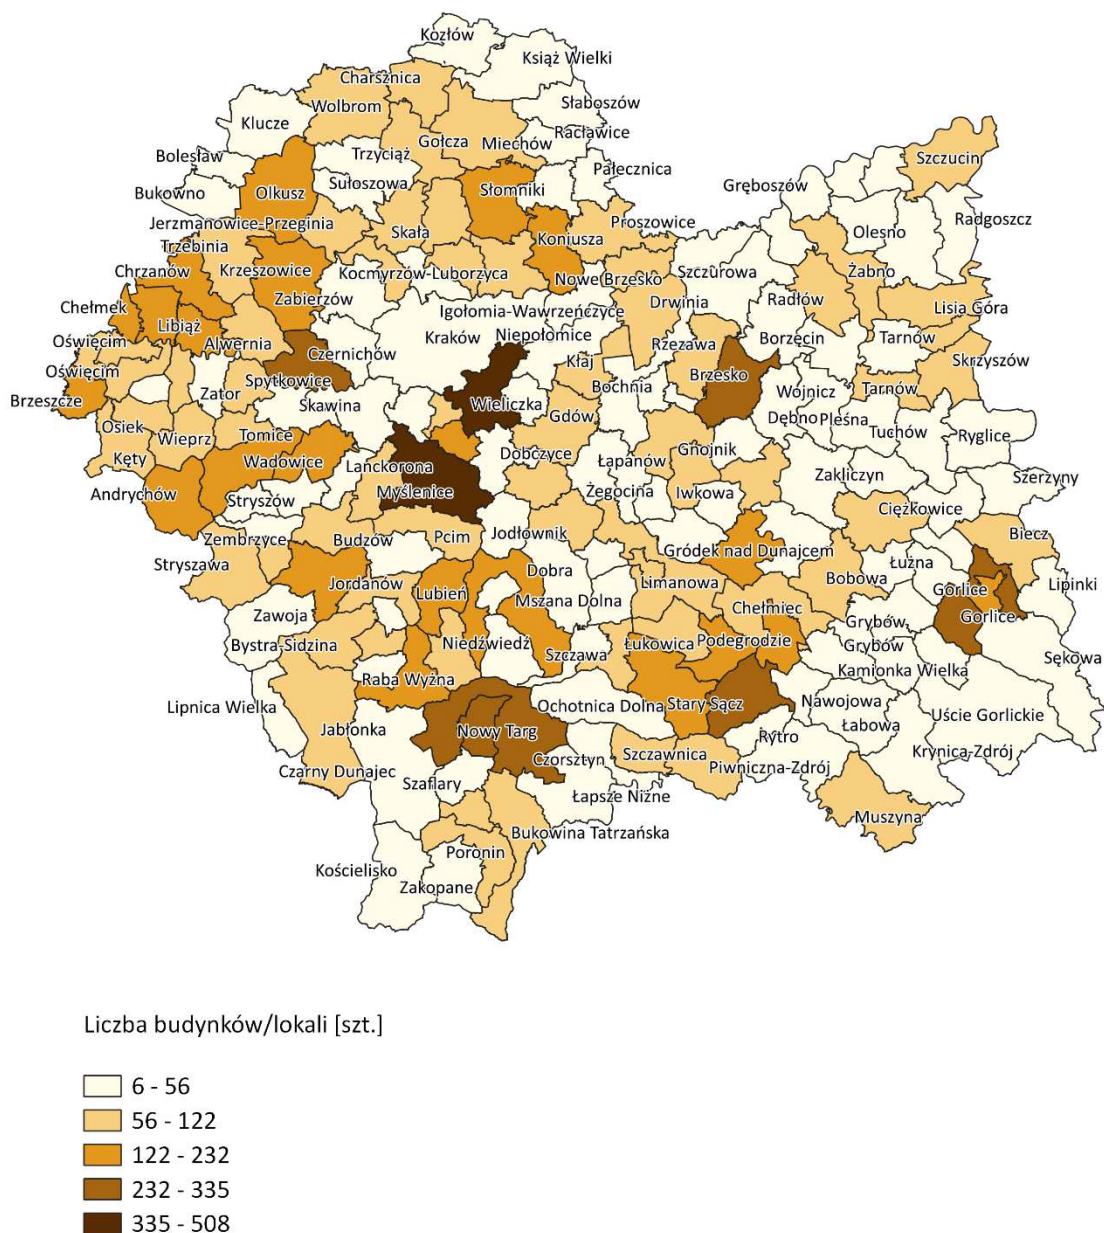 Kozłów
Książ Wielki
Charsznica
Wolbrom
Słaboszów
Klucze
Racławice
Gołcza
Miechów
Trzyciąż
Bolesław
Pałecznica
Szczucin
Sułoszowa
Bukowno
Olkusz
Słomniki
Gręboszów
Jerzmanowice-Przeginia
Skała
Proszowice
Radgoszcz
Olesno
Trzebinia
Koniusza
Chrzanów
Krzeszowice
Kocmyrzów-Luborzyca
Nowe Brzesko
Szczurowa
Żabno
Zabierzów
Chełmek
Drwinia
Radłów
Lisia Góra
Libiąż
Igołomia-Wawrzeńczyce
Oświęcim
Alwernia
Kraków
Niepołomice
Rzezawa
Borzęcin
Tarnów
Czernichów
Kłaj
Skrzyszów
Oświęcim
Spytkowice
Brzesko
Brzeszcze
Zator
Bochnia
Wojnicz
Tarnów
Skawina
Wieliczka
Gdów
Dębno
Pleśna
Osiek
Wieprz
Tomice
Tuchów
Ryglice
Kęty
Wadowice
Lanckorona
Dobczyce
Łapanów
Gnojnik
Zakliczyn
Szerzyny
Andrychów
Stryszów
Myślenice
Żegocina
Iwkowa
Ciężkowice
Zembrzyce
Budzów
Pcim
Jodłownik
Biecz
Stryszawa
Gródek nad Dunajcem
Łużna
Jordanów
Dobra
Limanowa
Bobowa
Lipinki
Lubień
Mszana Dolna
Chełmiec
Gorlice
Zawoja
Gorlice
Bystra-Sidzina
Niedźwiedź
Szczawa
Łukowica
Podegrodzie
Grybów
Grybów
Sękowa
Raba Wyżna
Kamionka Wielka
Lipnica Wielka
Ochotnica Dolna
Stary Sącz
Nawojowa
Uście Gorlickie
Jabłonka
Nowy Targ
Łabowa
Rytro
Czorsztyn
Szczawnica
Krynica-Zdrój
Czarny Dunajec
Piwniczna-Zdrój
Szaflary
Łapsze Niżne
Muszyna
Bukowina Tatrzańska
Poronin
Kościelisko
Zakopane
Liczba budynków/lokali [szt.]
6 - 56
56 - 122
122 - 232
232 - 335
335 - 508